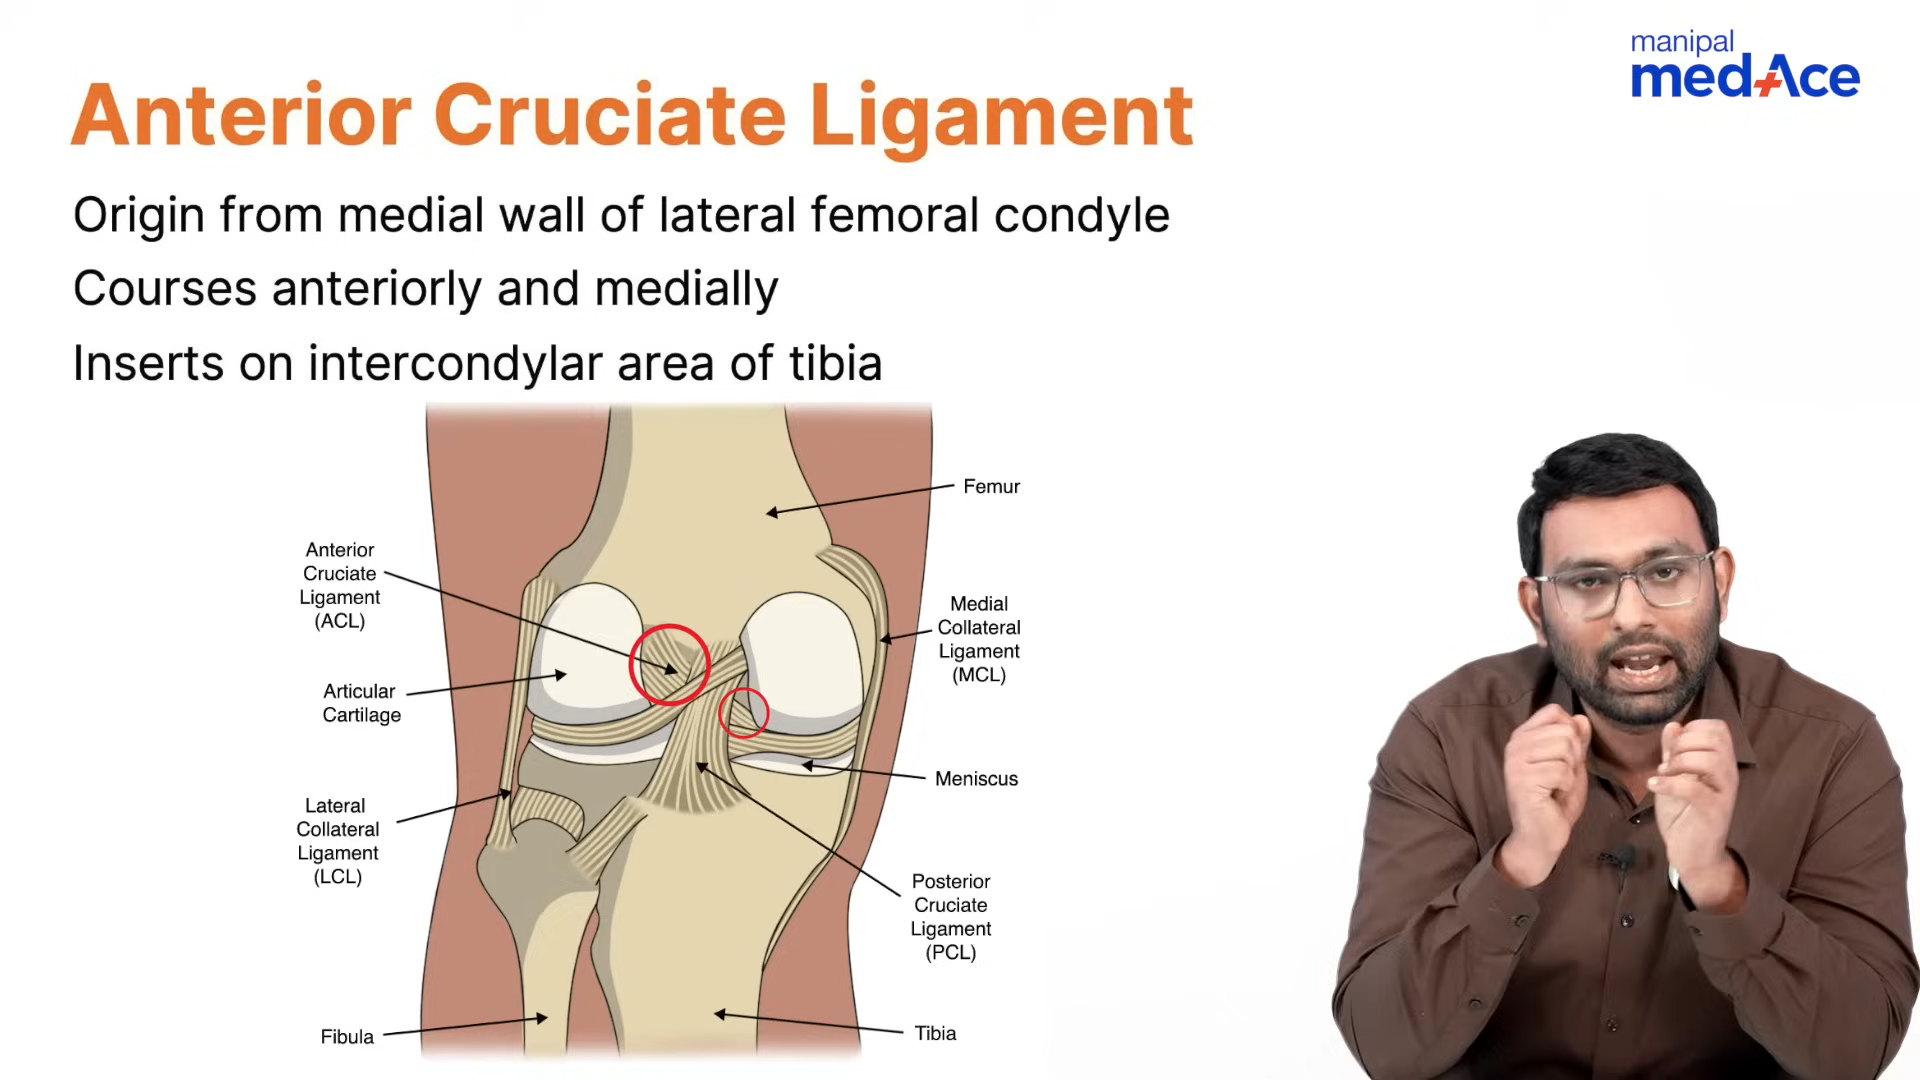 manipal
medAce
Anterior Cruciate Ligament
Origin from medial wall of lateral femoral condyle
Courses anteriorly and medially
Inserts on intercondylar area of tibia
Femur
Anterior
Cruciate
Ligament
(ACL)
Medial
Collateral
Ligament
(MCL)
Articular
Cartilage
Meniscus
Lateral
Collateral
Ligament
(LCL)
Posterior
Cruciate
Ligament
(PCL)
Fibula
Tibia